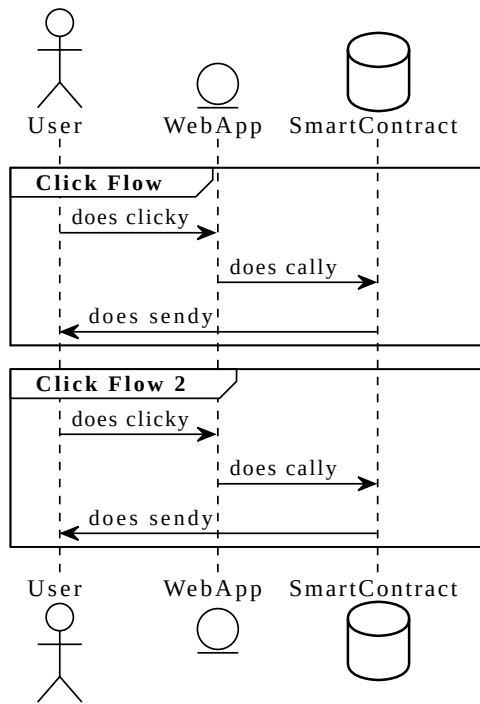 User WebApp SmartContract
Click Flow
does clicky
does cally
does sendy
Click Flow 2
does clicky
does cally
does sendy
User WebApp SmartContract